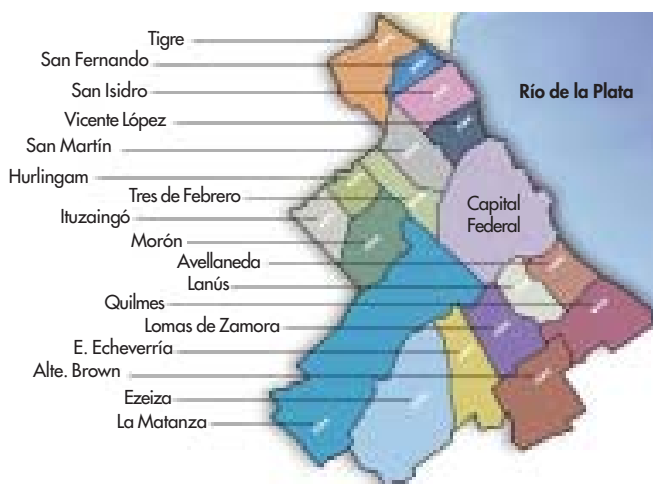 Tigre
San Fernando
San Isidro
Río de la Plata
Vicente López
San Martín
Hurlingam
Tres de Febrero
Ituzaingó
Capital
Federal
Morón
Avellaneda
Lanús
Quilmes
Lomas de Zamora
E. Echeverría
Alte. Brown
Ezeiza
La Matanza